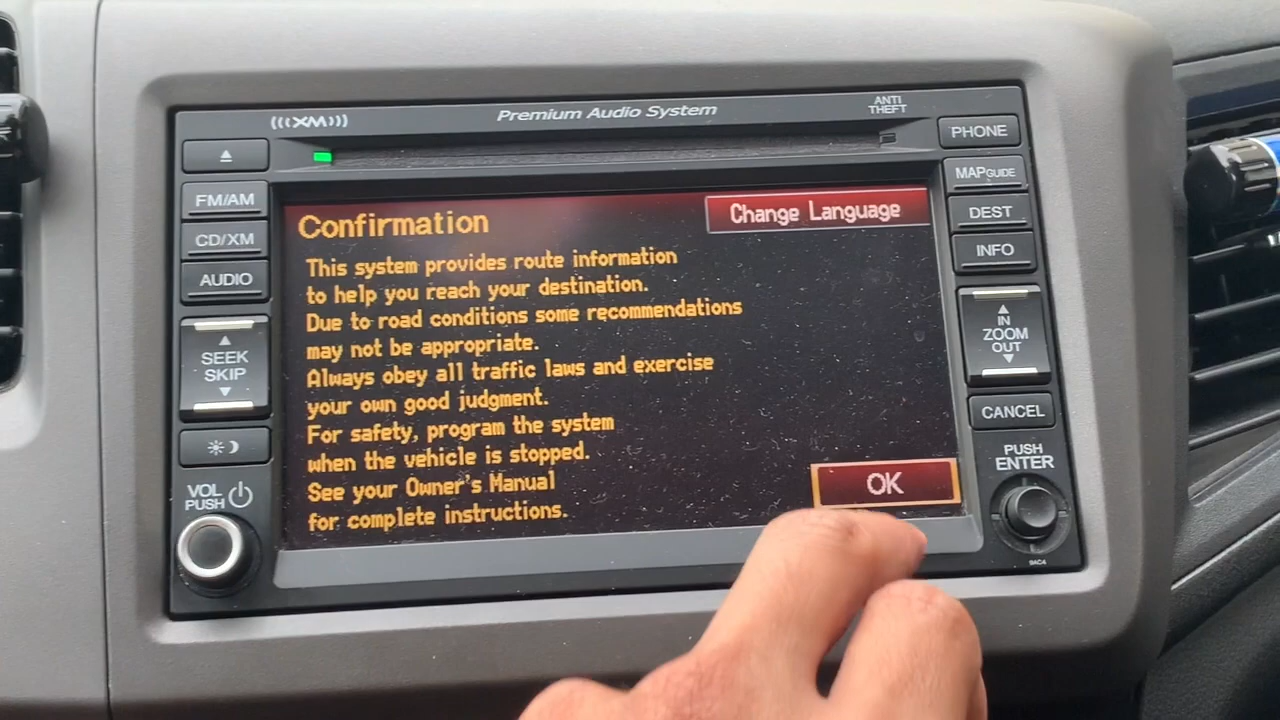 (((XM)))
Premium Audio System
ANTI
THEFT
PHONE
FM/AM
MAP GUIDE
CD/XM
DEST
AUDIO
INFO
SEEK
SKIP
IN
ZOOM
OUT
CANCEL
VOL
PUSH
PUSH
ENTER
9AC4
Confirmation
Change Language
This system provides route information
to help you reach your destination.
Due to road conditions some recommendations
may not be appropriate.
Always obey all traffic laws and exercise
your own good judgment.
For safety, program the system
when the vehicle is stopped.
See your Owner's Manual
for complete instructions.
OK